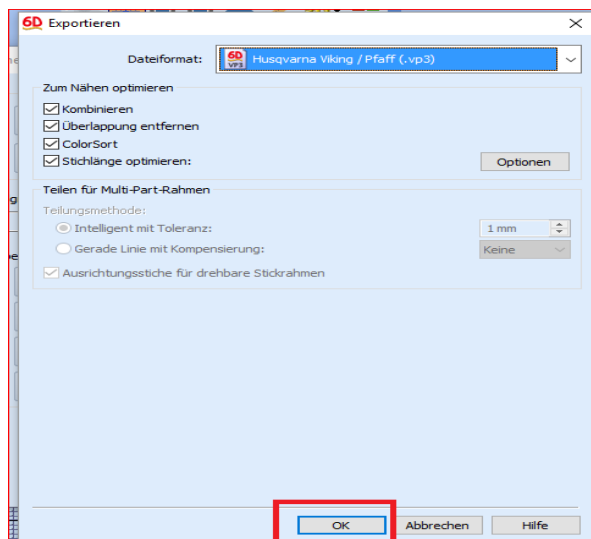 6D Exportieren
Dateiformat: 6D VP3 Husqvarna Viking / Pfaff (.vp3)
Zum Nähen optimieren
Kombinieren
Überlappung entfernen
ColorSort
Stichlänge optimieren: Optionen
Teilen für Multi-Part-Rahmen
Teilungsmethode:
Intelligent mit Toleranz: 1 mm
Gerade Linie mit Kompensierung: Keine
Ausrichtungsstiche für drehbare Stickrahmen
OK Abbrechen Hilfe